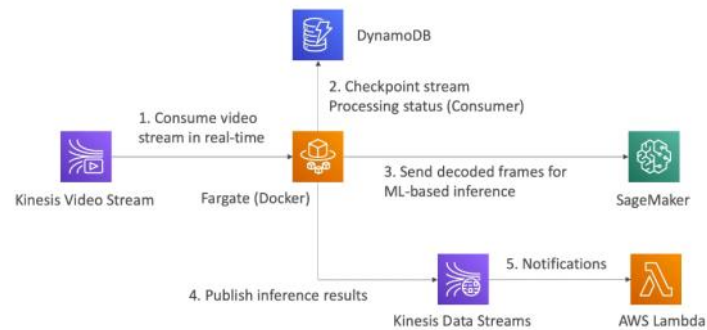 DynamoDB
2. Checkpoint stream
Processing status (Consumer)
1. Consume video
stream in real-time
Kinesis Video Stream
Fargate (Docker)
3. Send decoded frames for
ML-based inference
SageMaker
4. Publish inference results
5. Notifications
Kinesis Data Streams
AWS Lambda